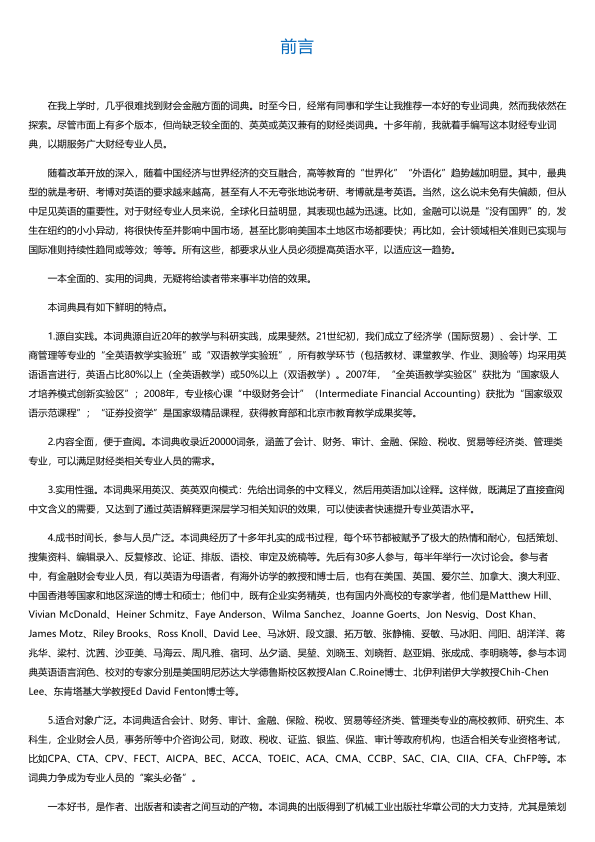 前言
在我上学时，几乎很难找到财会金融方面的词典。时至今日，经常有同事和学生让我推荐一本好的专业词典，然而我依然在
探索。尽管市面上有多个版本，但尚缺乏较全面的、英英或英汉兼有的财经类词典。十多年前，我就着手编写这本财经专业词
典，以期服务广大财经专业人员。
随着改革开放的深入，随着中国经济与世界经济的交互融合，高等教育的“世界化”“外语化”趋势越加明显。其中，最典
型的就是考研、考博对英语的要求越来越高，甚至有人不无夸张地说考研、考博就是考英语。当然，这么说未免有失偏颇，但从
中足见英语的重要性。对于财经专业人员来说，全球化日益明显，其表现也越为迅速。比如，金融可以说是“没有国界”的，发
生在纽约的小小异动，将很快传至并影响中国市场，甚至比影响美国本土地区市场都要快；再比如，会计领域相关准则已实现与
国际准则持续性趋同或等效；等等。所有这些，都要求从业人员必须提高英语水平，以适应这一趋势。
一本全面的、实用的词典，无疑将给读者带来事半功倍的效果。
本词典具有如下鲜明的特点。
1.源自实践。本词典源自近20年的教学与科研实践，成果斐然。21世纪初，我们成立了经济学（国际贸易）、会计学、工
商管理等专业的“全英语教学实验班”或“双语教学实验班”，所有教学环节（包括教材、课堂教学、作业、测验等）均采用英
语语言进行，英语占比80%以上（全英语教学）或50%以上（双语教学）。2007年，“全英语教学实验区”获批为“国家级人
才培养模式创新实验区”；2008年，专业核心课“中级财务会计”（Intermediate Financial Accounting）获批为“国家级双
语示范课程”；“证券投资学”是国家级精品课程，获得教育部和北京市教育教学成果奖等。
2.内容全面，便于查阅。本词典收录近20000词条，涵盖了会计、财务、审计、金融、保险、税收、贸易等经济类、管理类
专业，可以满足财经类相关专业人员的需求。
3.实用性强。本词典采用英汉、英英双向模式：先给出词条的中文释义，然后用英语加以诠释。这样做，既满足了直接查阅
中文含义的需要，又达到了通过英语解释更深层学习相关知识的效果，可以使读者快速提升专业英语水平。
4.成书时间长，参与人员广泛。本词典经历了十多年扎实的成书过程，每个环节都被赋予了极大的热情和耐心，包括策划、
搜集资料、编辑录入、反复修改、论证、排版、语校、审定及统稿等。先后有30多人参与，每半年举行一次讨论会。参与者
中，有金融财会专业人员，有以英语为母语者，有海外访学的教授和博士后，也有在美国、英国、爱尔兰、加拿大、澳大利亚、
中国香港等国家和地区深造的博士和硕士；他们中，既有企业实务精英，也有国内外高校的专家学者，他们是Matthew Hill、
Vivian McDonald、Heiner Schmitz、Faye Anderson、Wilma Sanchez、Joanne Goerts、Jon Nesvig、Dost Khan、
James Motz、Riley Brooks、Ross Knoll、David Lee、马冰妍、段文譞、拓万敏、张静楠、妥敏、马冰阳、闫阳、胡洋洋、蒋
兆华、梁村、沈茜、沙亚美、马海云、周凡雅、宿珂、丛夕涵、吴堃、刘晓玉、刘晓哲、赵亚娟、张成成、李明晓等。参与本词
典英语语言润色、校对的专家分别是美国明尼苏达大学德鲁斯校区教授Alan C.Roine博士、北伊利诺伊大学教授Chih-Chen
Lee、东肯塔基大学教授Ed David Fenton博士等。
5.适合对象广泛。本词典适合会计、财务、审计、金融、保险、税收、贸易等经济类、管理类专业的高校教师、研究生、本
科生，企业财会人员，事务所等中介咨询公司，财政、税收、证监、银监、保监、审计等政府机构，也适合相关专业资格考试，
比如CPA、CTA、CPV、FECT、AICPA、BEC、ACCA、TOEIC、ACA、CMA、CCBP、SAC、CIA、CIIA、CFA、ChFP等。本
词典力争成为专业人员的“案头必备”。
一本好书，是作者、出版者和读者之间互动的产物。本词典的出版得到了机械工业出版社华章公司的大力支持，尤其是策划